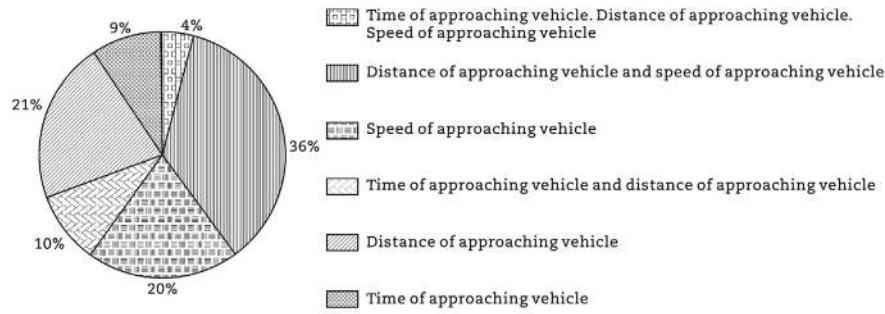 9%
4%
21%
36%
10%
20%
Time of approaching vehicle. Distance of approaching vehicle.
Speed of approaching vehicle
Distance of approaching vehicle and speed of approaching vehicle
Speed of approaching vehicle
Time of approaching vehicle and distance of approaching vehicle
Distance of approaching vehicle
Time of approaching vehicle